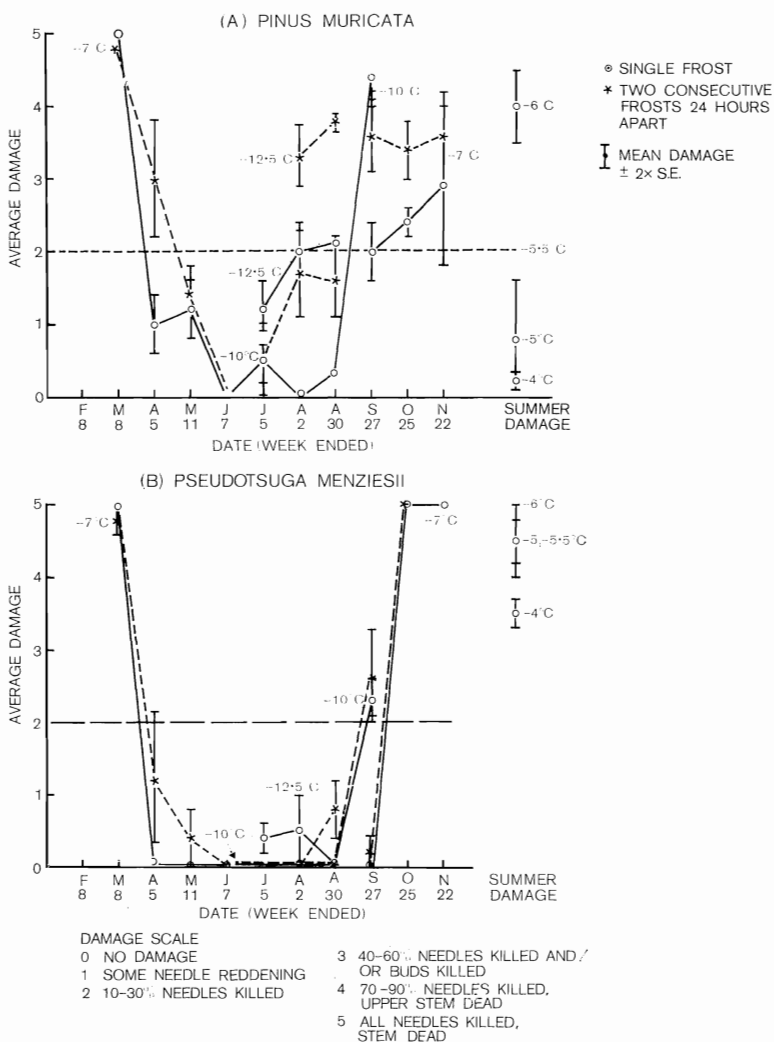 (A) PINUS MURICATA
5
4
3
2
1
0
AVERAGE DAMAGE
-7 C
-12·5 C
-12·5 C
-10°C
-10 C
-7 C
⊙ SINGLE FROST
* TWO CONSECUTIVE
FROSTS 24 HOURS
APART
MEAN DAMAGE
± 2× S.E.
-6 C
-5·5 C
-5°C
-4°C
F M A M J J A A S O N
8 8 5 11 7 5 2 30 27 25 22
SUMMER
DAMAGE
DATE (WEEK ENDED)
(B) PSEUDOTSUGA MENZIESII
5
4
3
2
1
0
AVERAGE DAMAGE
-7°C
-10°C
-12·5°C
-10°C
-7°C
-6°C
-5,-5·5°C
-4°C
F M A M J J A A S O N
8 8 5 11 7 5 2 30 27 25 22
SUMMER
DAMAGE
DATE (WEEK ENDED)
DAMAGE SCALE
0 NO DAMAGE
1 SOME NEEDLE REDDENING
2 10-30% NEEDLES KILLED
3 40-60% NEEDLES KILLED AND/
OR BUDS KILLED
4 70-90% NEEDLES KILLED,
UPPER STEM DEAD
5 ALL NEEDLES KILLED,
STEM DEAD